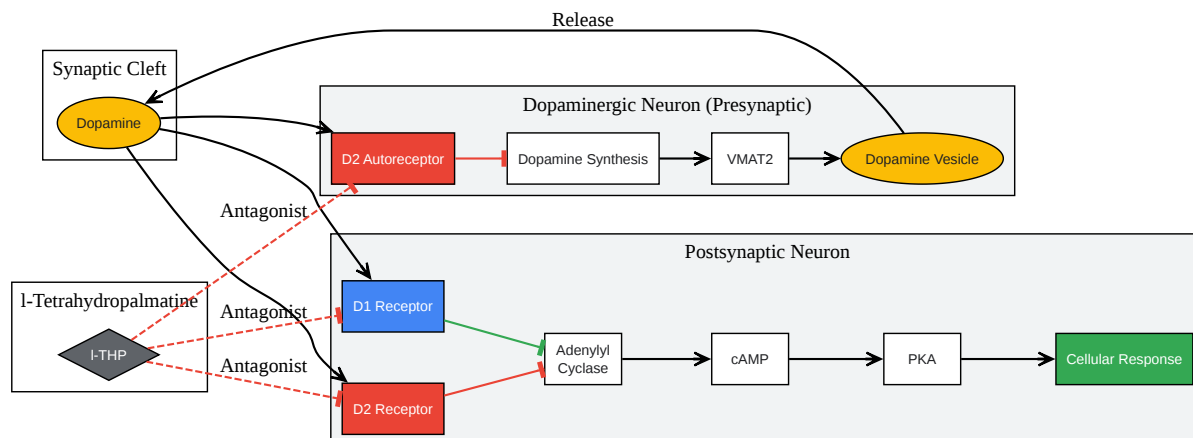 Release
Synaptic Cleft
Dopamine
Dopaminergic Neuron (Presynaptic)
D2 Autoreceptor
Dopamine Synthesis
VMAT2
Dopamine Vesicle
Antagonist
Postsynaptic Neuron
l-Tetrahydropalmatine
l-THP
Antagonist
Antagonist
D1 Receptor
D2 Receptor
Adenylyl
Cyclase
cAMP
PKA
Cellular Response